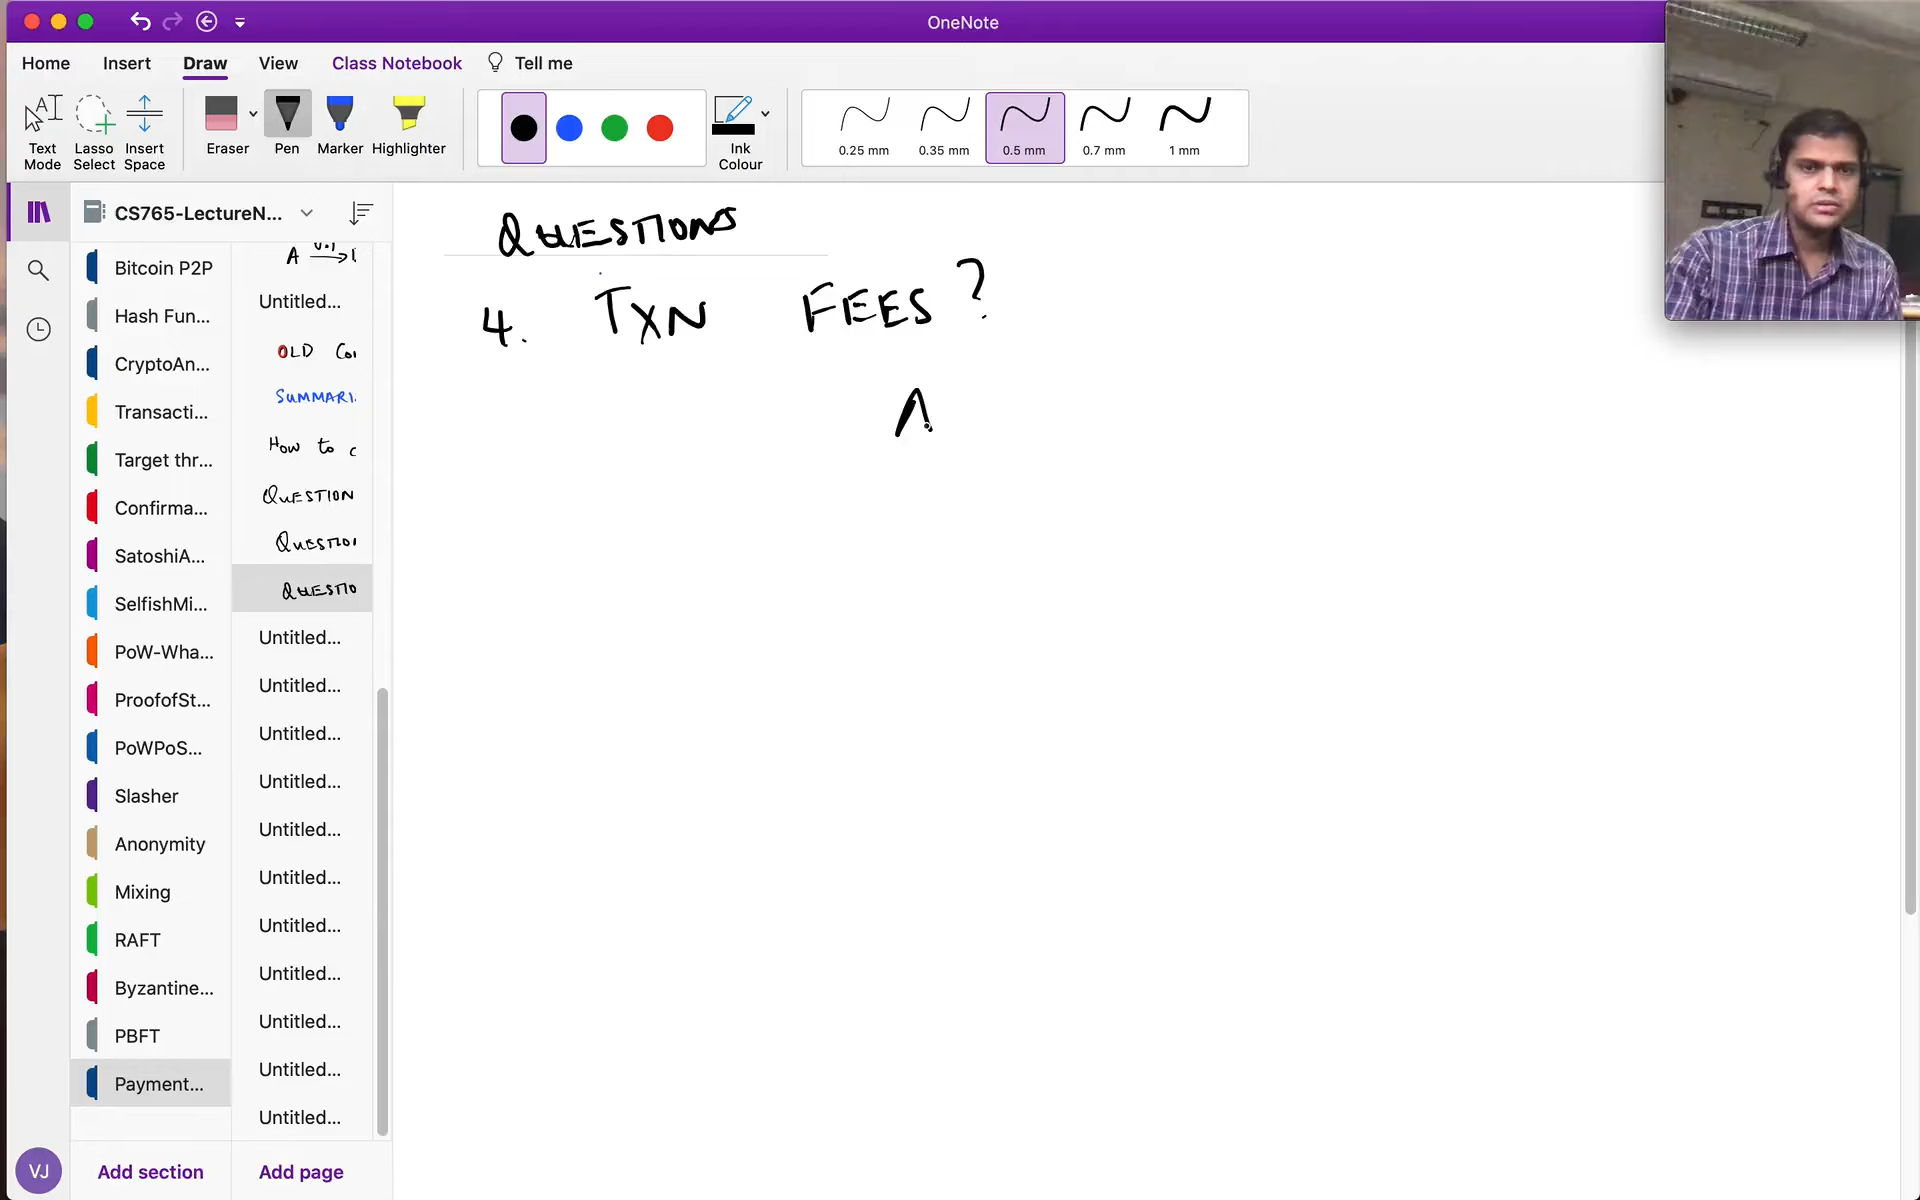 OneNote
Home Insert Draw View Class Notebook Tell me
Text Mode
Lasso Select
Insert Space
Eraser
Pen
Marker
Highlighter
Ink Colour
0.25 mm
0.35 mm
0.5 mm
0.7 mm
1 mm
CS765-LectureN...
Bitcoin P2P
Hash Fun...
CryptoAn...
Transacti...
Target thr...
Confirma...
SatoshiA...
SelfishMi...
PoW-Wha...
ProofofSt...
PoWPoS...
Slasher
Anonymity
Mixing
RAFT
Byzantine...
PBFT
Payment...
Add section
VJ
A
Untitled...
OLD
SUMMARI
How to
QUESTION
QUESTIO
QUESTIO
Untitled...
Untitled...
Untitled...
Untitled...
Untitled...
Untitled...
Untitled...
Untitled...
Untitled...
Untitled...
Untitled...
Add page
QUESTIONS
4. TXN FEES ?